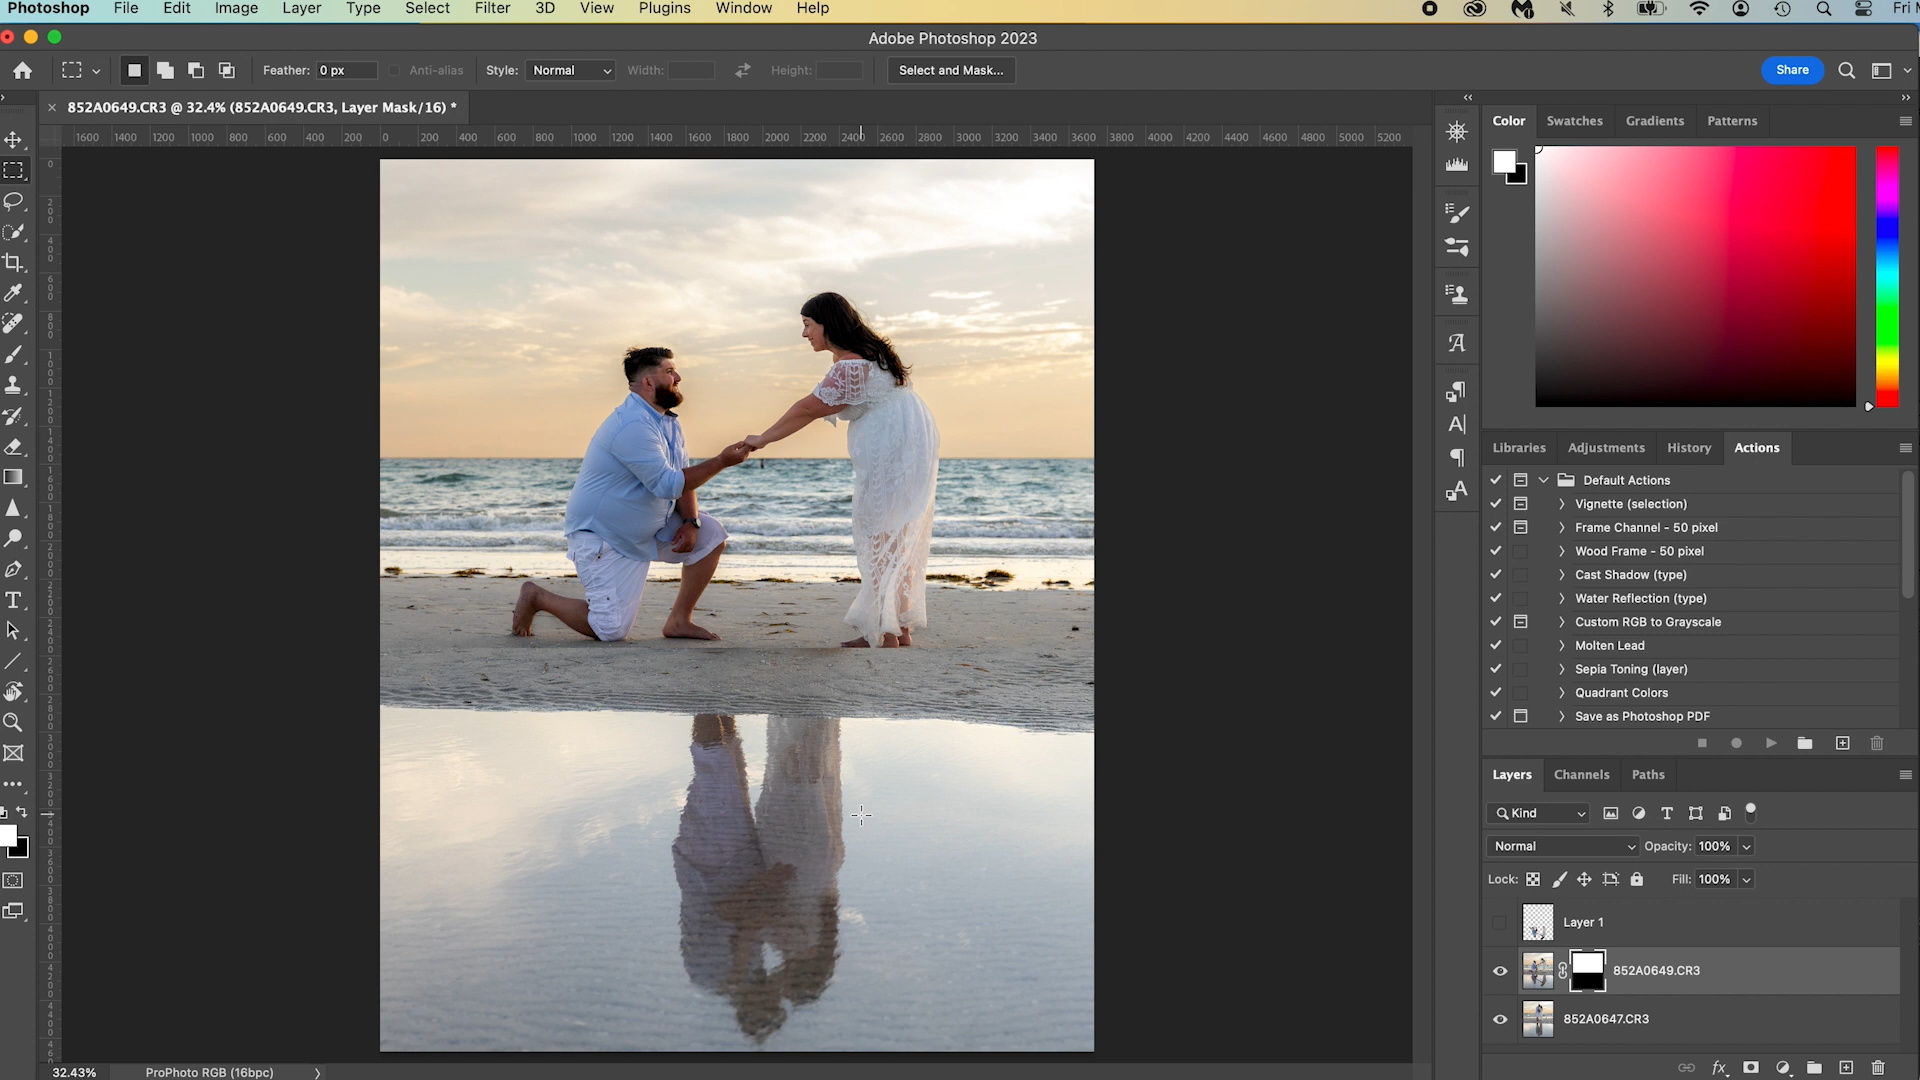 Photoshop File Edit Image Layer Type Select Filter 3D View Plugins Window Help Fri
Adobe Photoshop 2023
Feather: 0 px Anti-alias Style: Normal Width: Height: Select and Mask... Share
852A0649.CR3 @ 32.4% (852A0649.CR3, Layer Mask/16) *
1600 1400 1200 1000 800 600 400 200 0 200 400 600 800 1000 1200 1400 1600 1800 2000 2200 2400 2600 2800 3000 3200 3400 3600 3800 4000 4200 4400 4600 4800 5000 5200
Color Swatches Gradients Patterns
Libraries Adjustments History Actions
Default Actions
Vignette (selection)
Frame Channel - 50 pixel
Wood Frame - 50 pixel
Cast Shadow (type)
Water Reflection (type)
Custom RGB to Grayscale
Molten Lead
Sepia Toning (layer)
Quadrant Colors
Save as Photoshop PDF
Layers Channels Paths
Kind
Normal Opacity: 100%
Lock: Fill: 100%
Layer 1
852A0649.CR3
852A0647.CR3
32.43% ProPhoto RGB (16bpc)